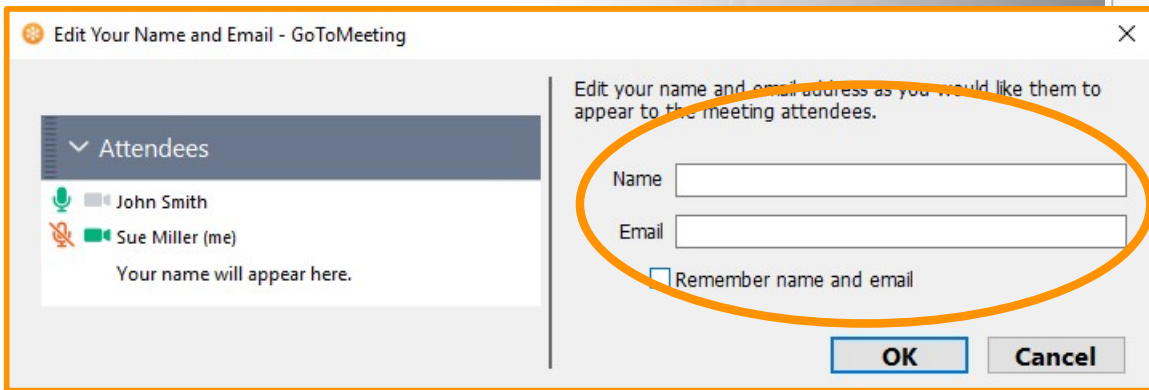 Edit Your Name and Email - GoToMeeting
Attendees
John Smith
Sue Miller (me)
Your name will appear here.
Edit your name and email address as you would like them to
appear to the meeting attendees.
Name
Email
Remember name and email
OK
Cancel